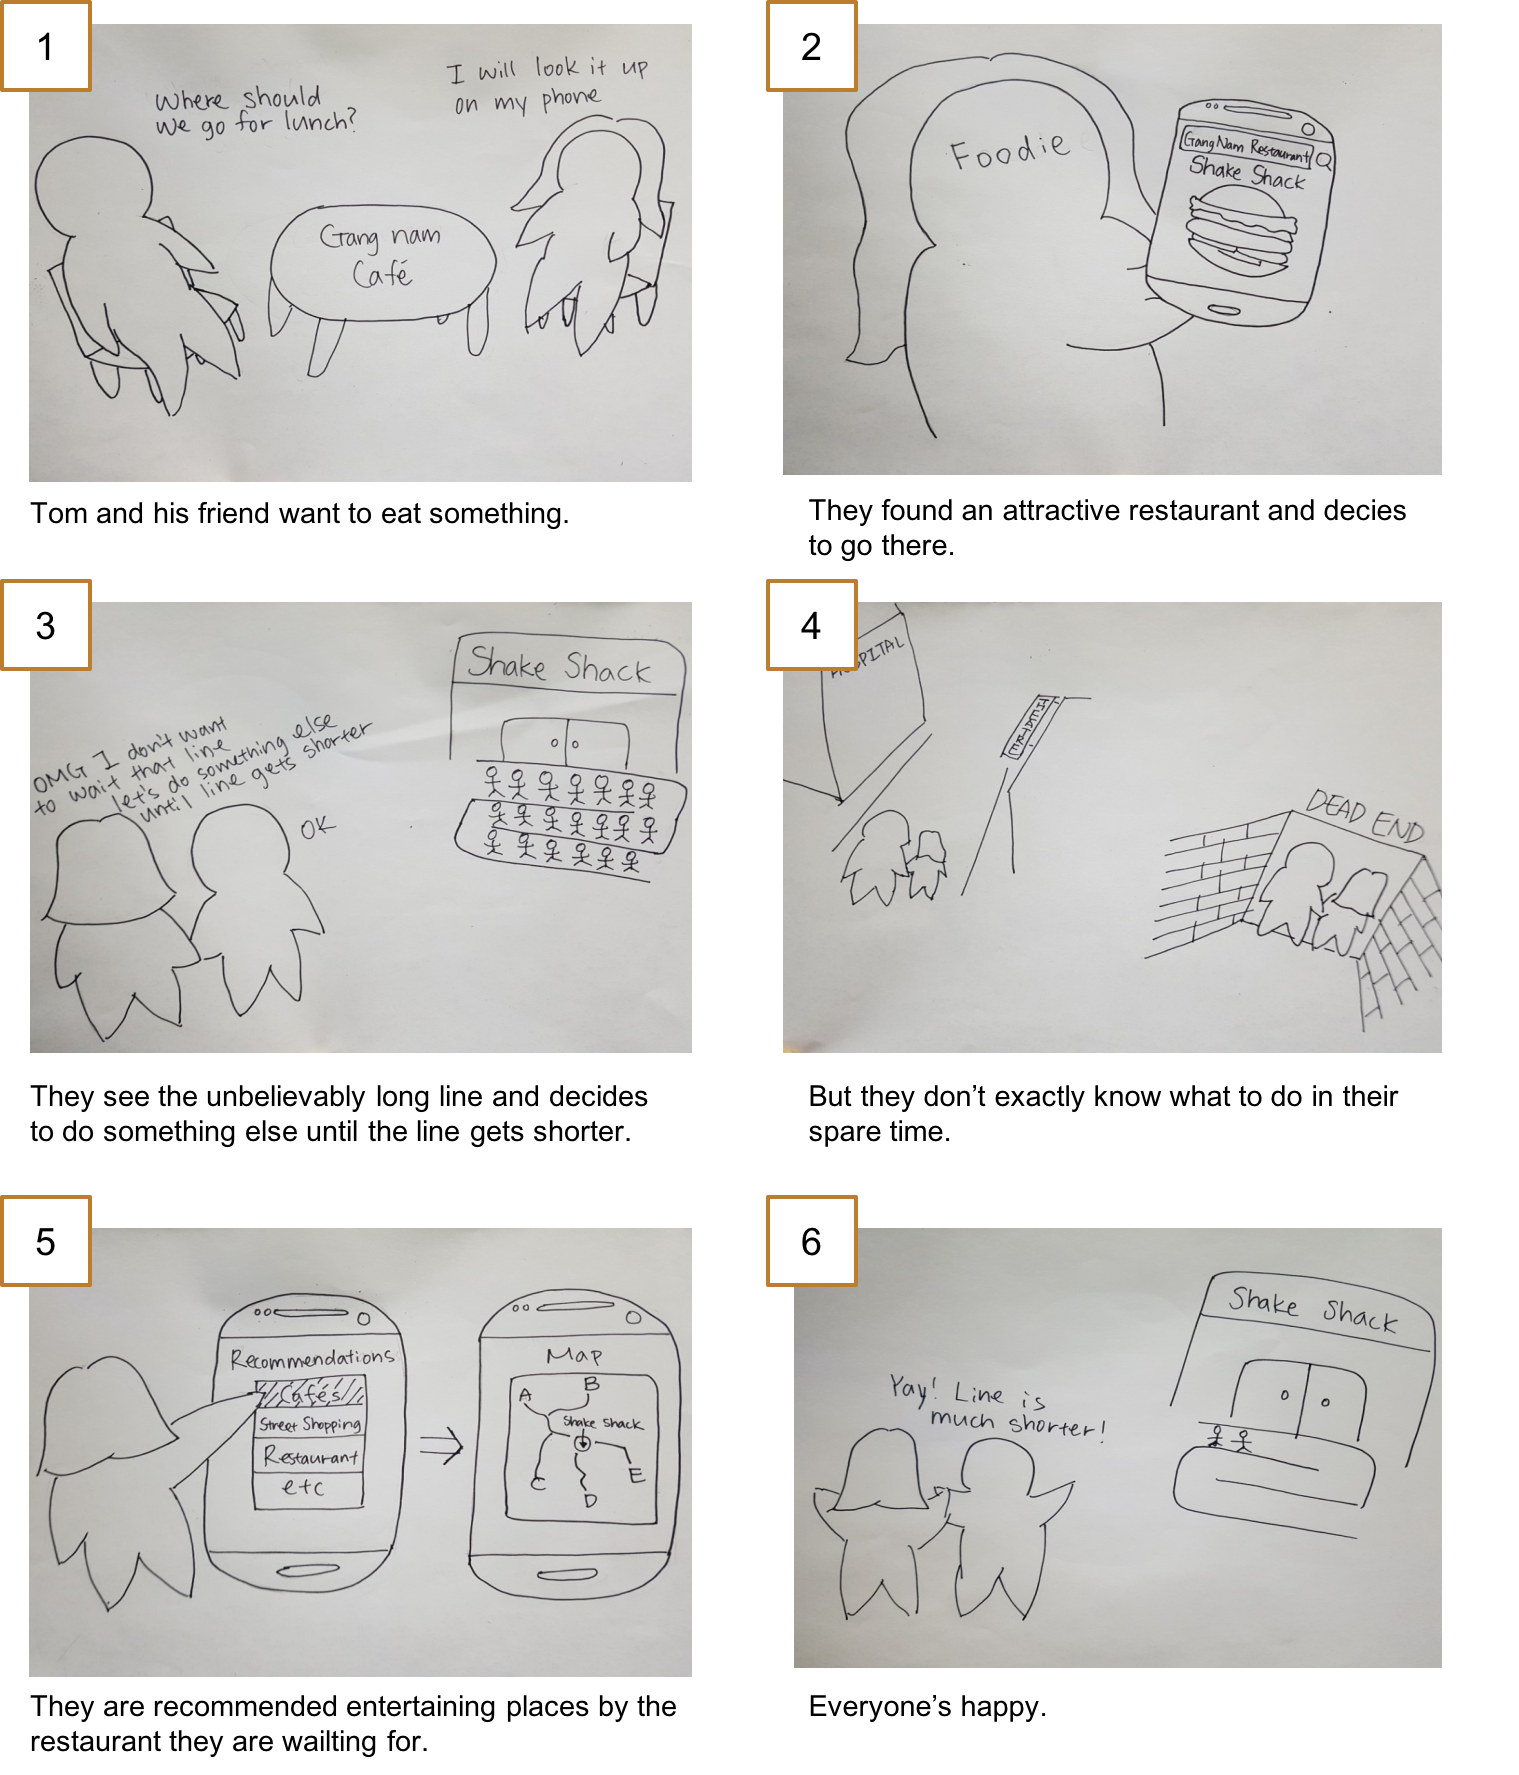 1
Where should
we go for lunch?
I will look it up
on my phone
Gang nam
Café
Tom and his friend want to eat something.
2
Foodie
GangNam Restaurant
Shake Shack
They found an attractive restaurant and decies
to go there.
3
OMG I don't want
to wait that line
let's do something else
until line gets shorter
OK
Shake Shack
They see the unbelievably long line and decides
to do something else until the line gets shorter.
4
DEAD END
But they don't exactly know what to do in their
spare time.
5
Recommendations
Cafés
Street Shopping
Restaurant
etc
Map
A
B
Shake Shack
C
D
E
They are recommended entertaining places by the
restaurant they are wailting for.
6
Yay! Line is
much shorter!
Shake Shack
Everyone's happy.